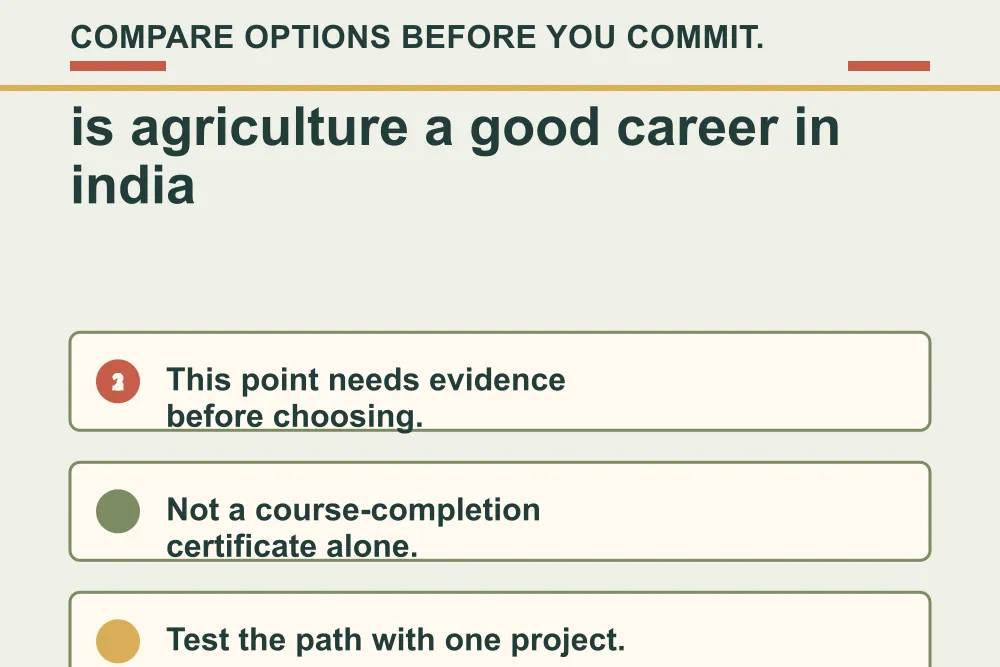 COMPARE OPTIONS BEFORE YOU COMMIT.
is agriculture a good career in
india
This point needs evidence
before choosing.
Not a course-completion
certificate alone.
Test the path with one project.